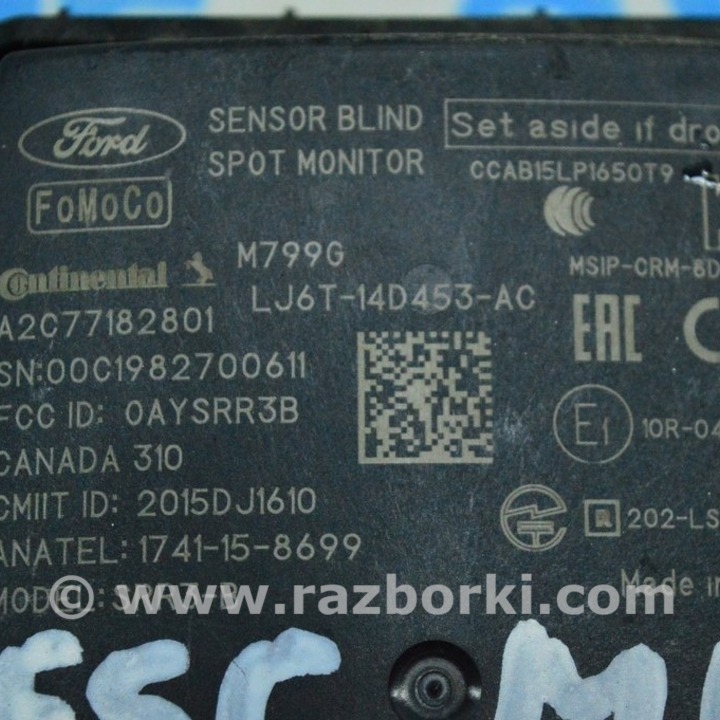 Ford
SENSOR BLIND
SPOT MONITOR
Set aside if dro
CCAB15LP1650T9
FoMoCo
Continental
M799G
LJ6T-14D453-AC
MSIP-CRM-
A2C77182801
EAC
SN:00C1982700611
FCC ID: OAYSRR3B
E1
10R-04
CANADA 310
CMIIT ID: 2015DJ1610
R 202-LS
ANATEL: 1741-15-8699
MODEL: SRR3-B
Made in
© www.razborki.com